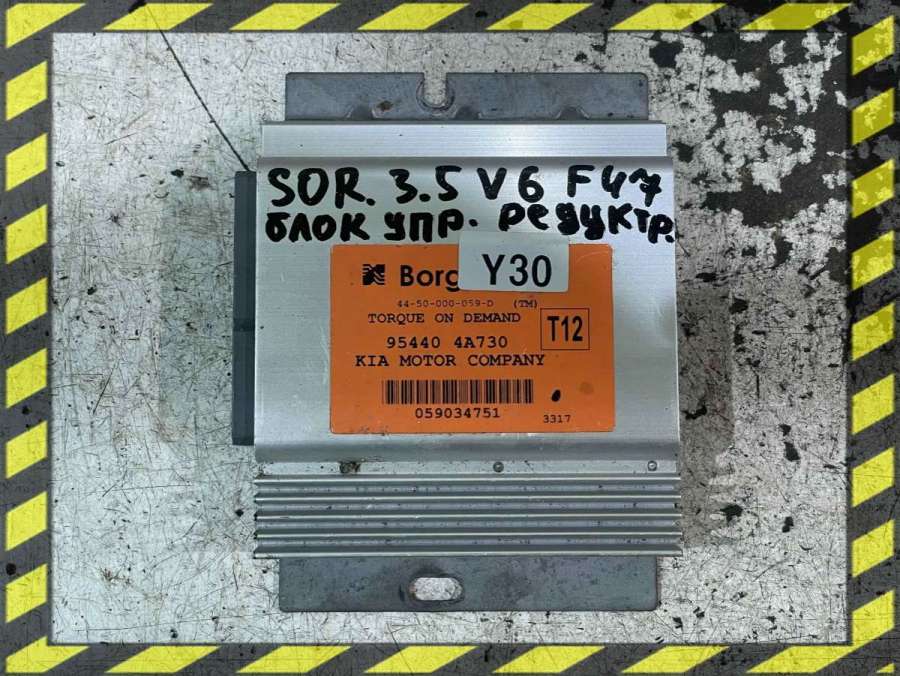 SOR. 3.5 V6 F47
БЛОК УПР. РЕДУКТР.
Borg
Y30
44-50-000-059-D (TM)
TORQUE ON DEMAND
T12
95440 4A730
KIA MOTOR COMPANY
059034751
3317